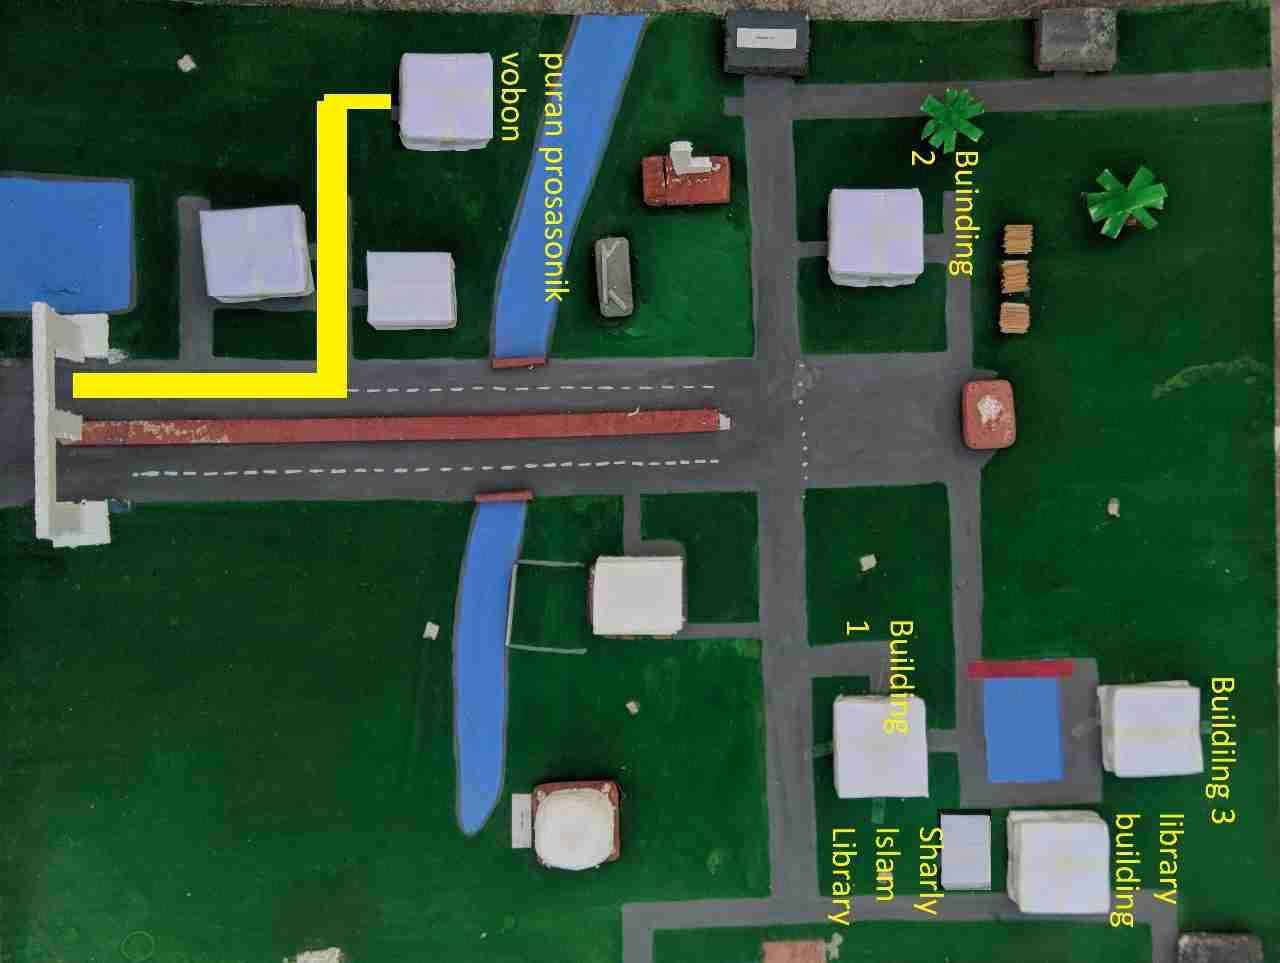 puran prosasonik
vobon
Buinding
2
Building
1
Buildilng 3
library
building
Sharly
Islam
Library